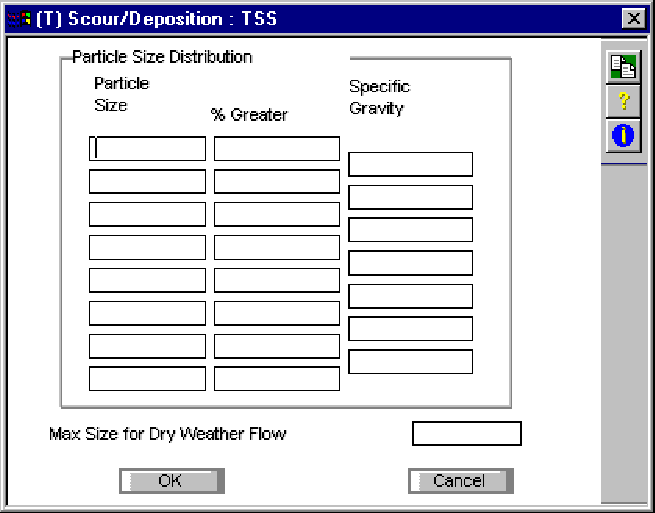 (T) Scour/Deposition : TSS
Particle Size Distribution
Particle
Size
% Greater
Specific
Gravity
Max Size for Dry Weather Flow
OK
Cancel